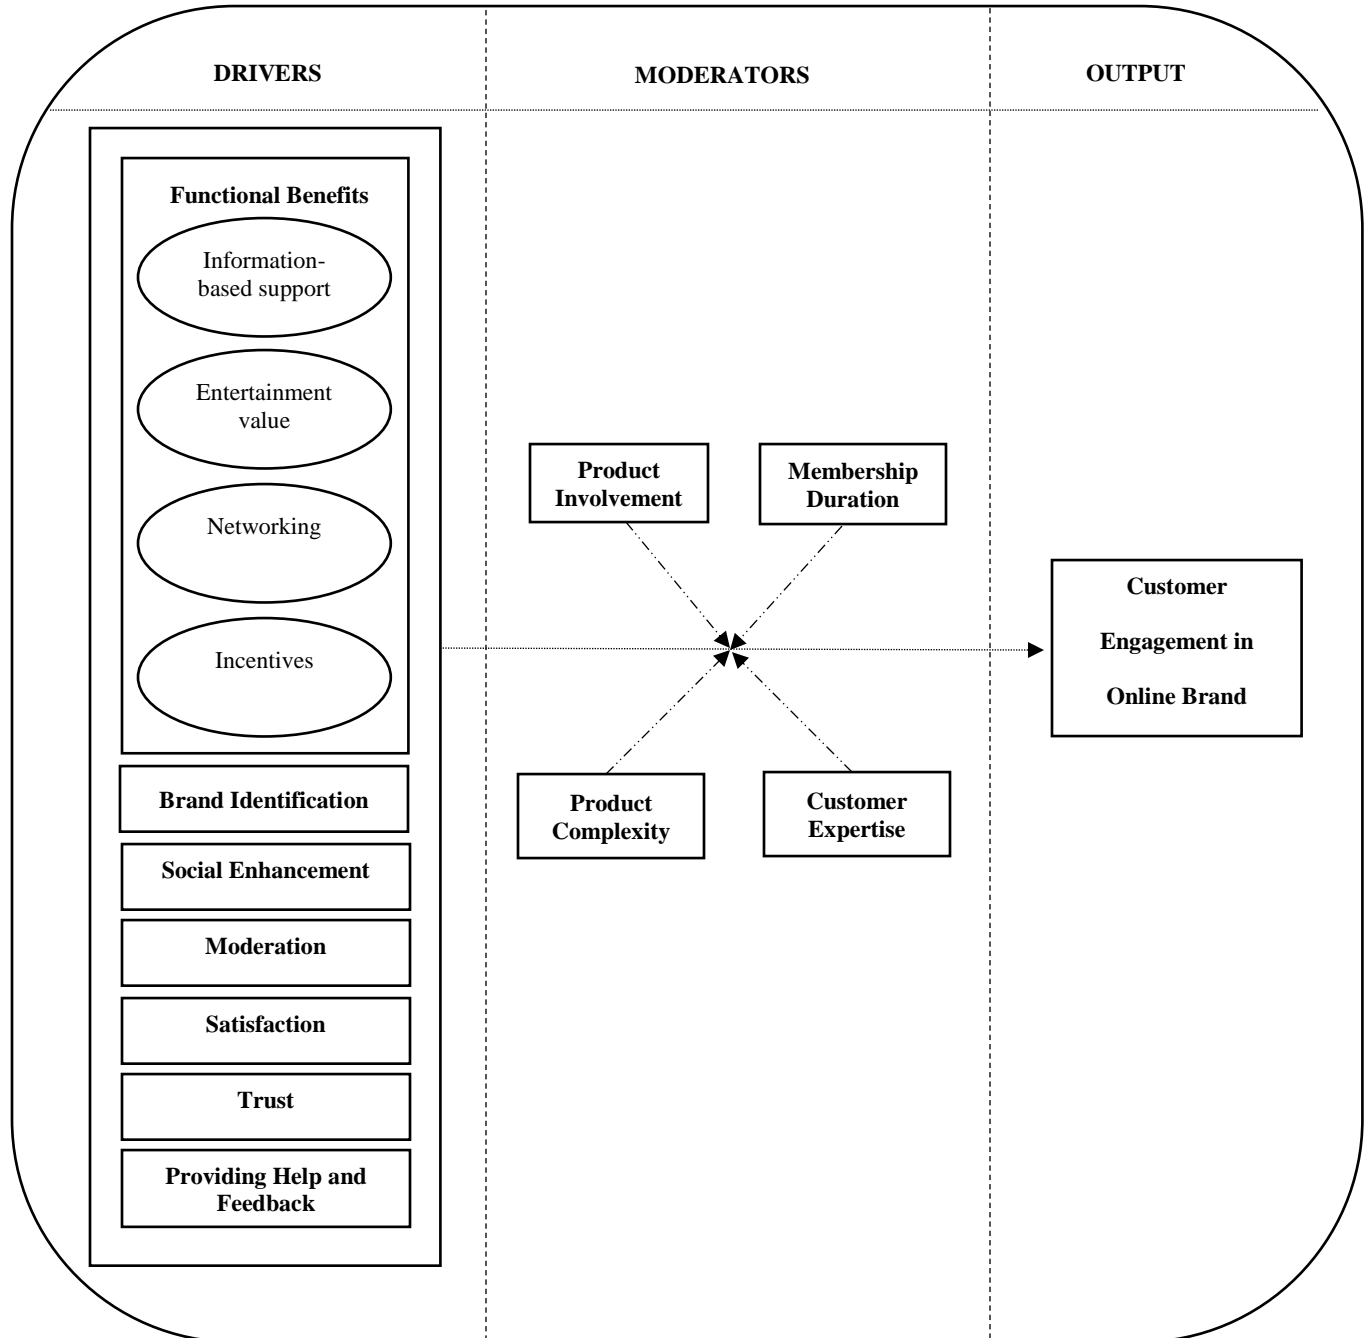 DRIVERS
MODERATORS
OUTPUT
Functional Benefits
Information-
based support
Entertainment
value
Networking
Incentives
Brand Identification
Social Enhancement
Moderation
Satisfaction
Trust
Providing Help and
Feedback
Product
Involvement
Membership
Duration
Product
Complexity
Customer
Expertise
Customer
Engagement in
Online Brand